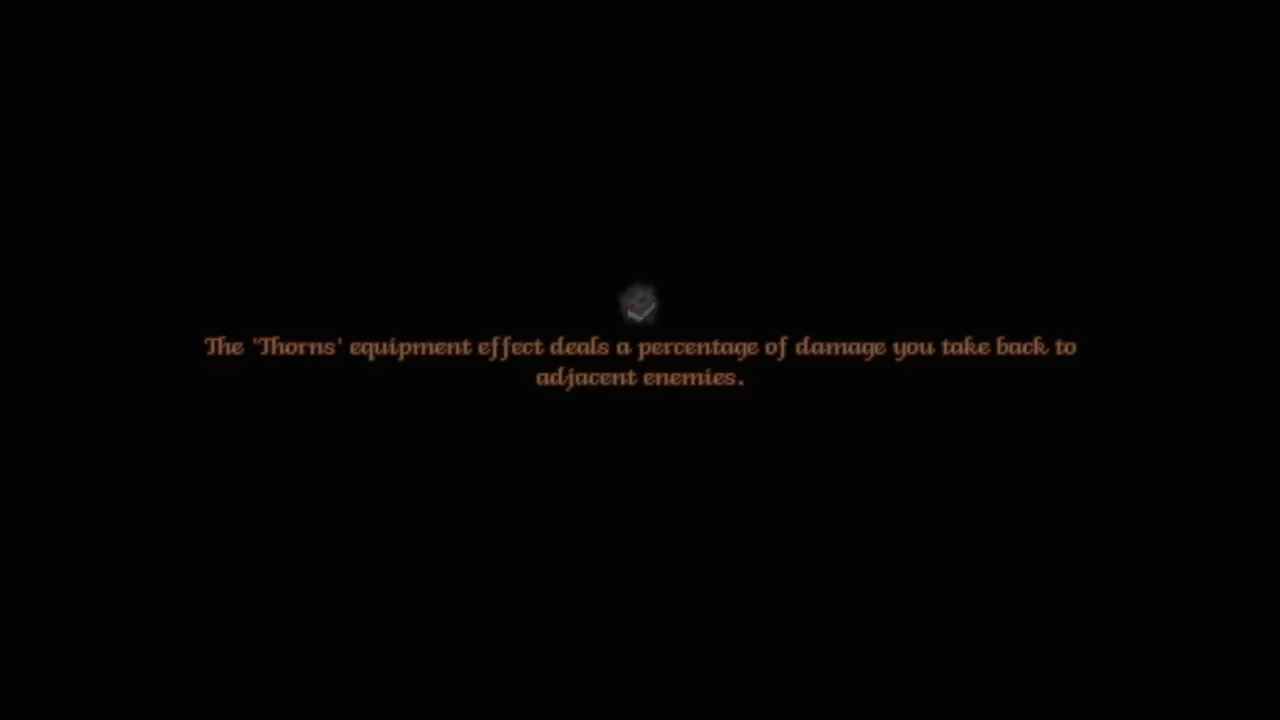 The 'Thorns' equipment effect deals a percentage of damage you take back to
adjacent enemies.